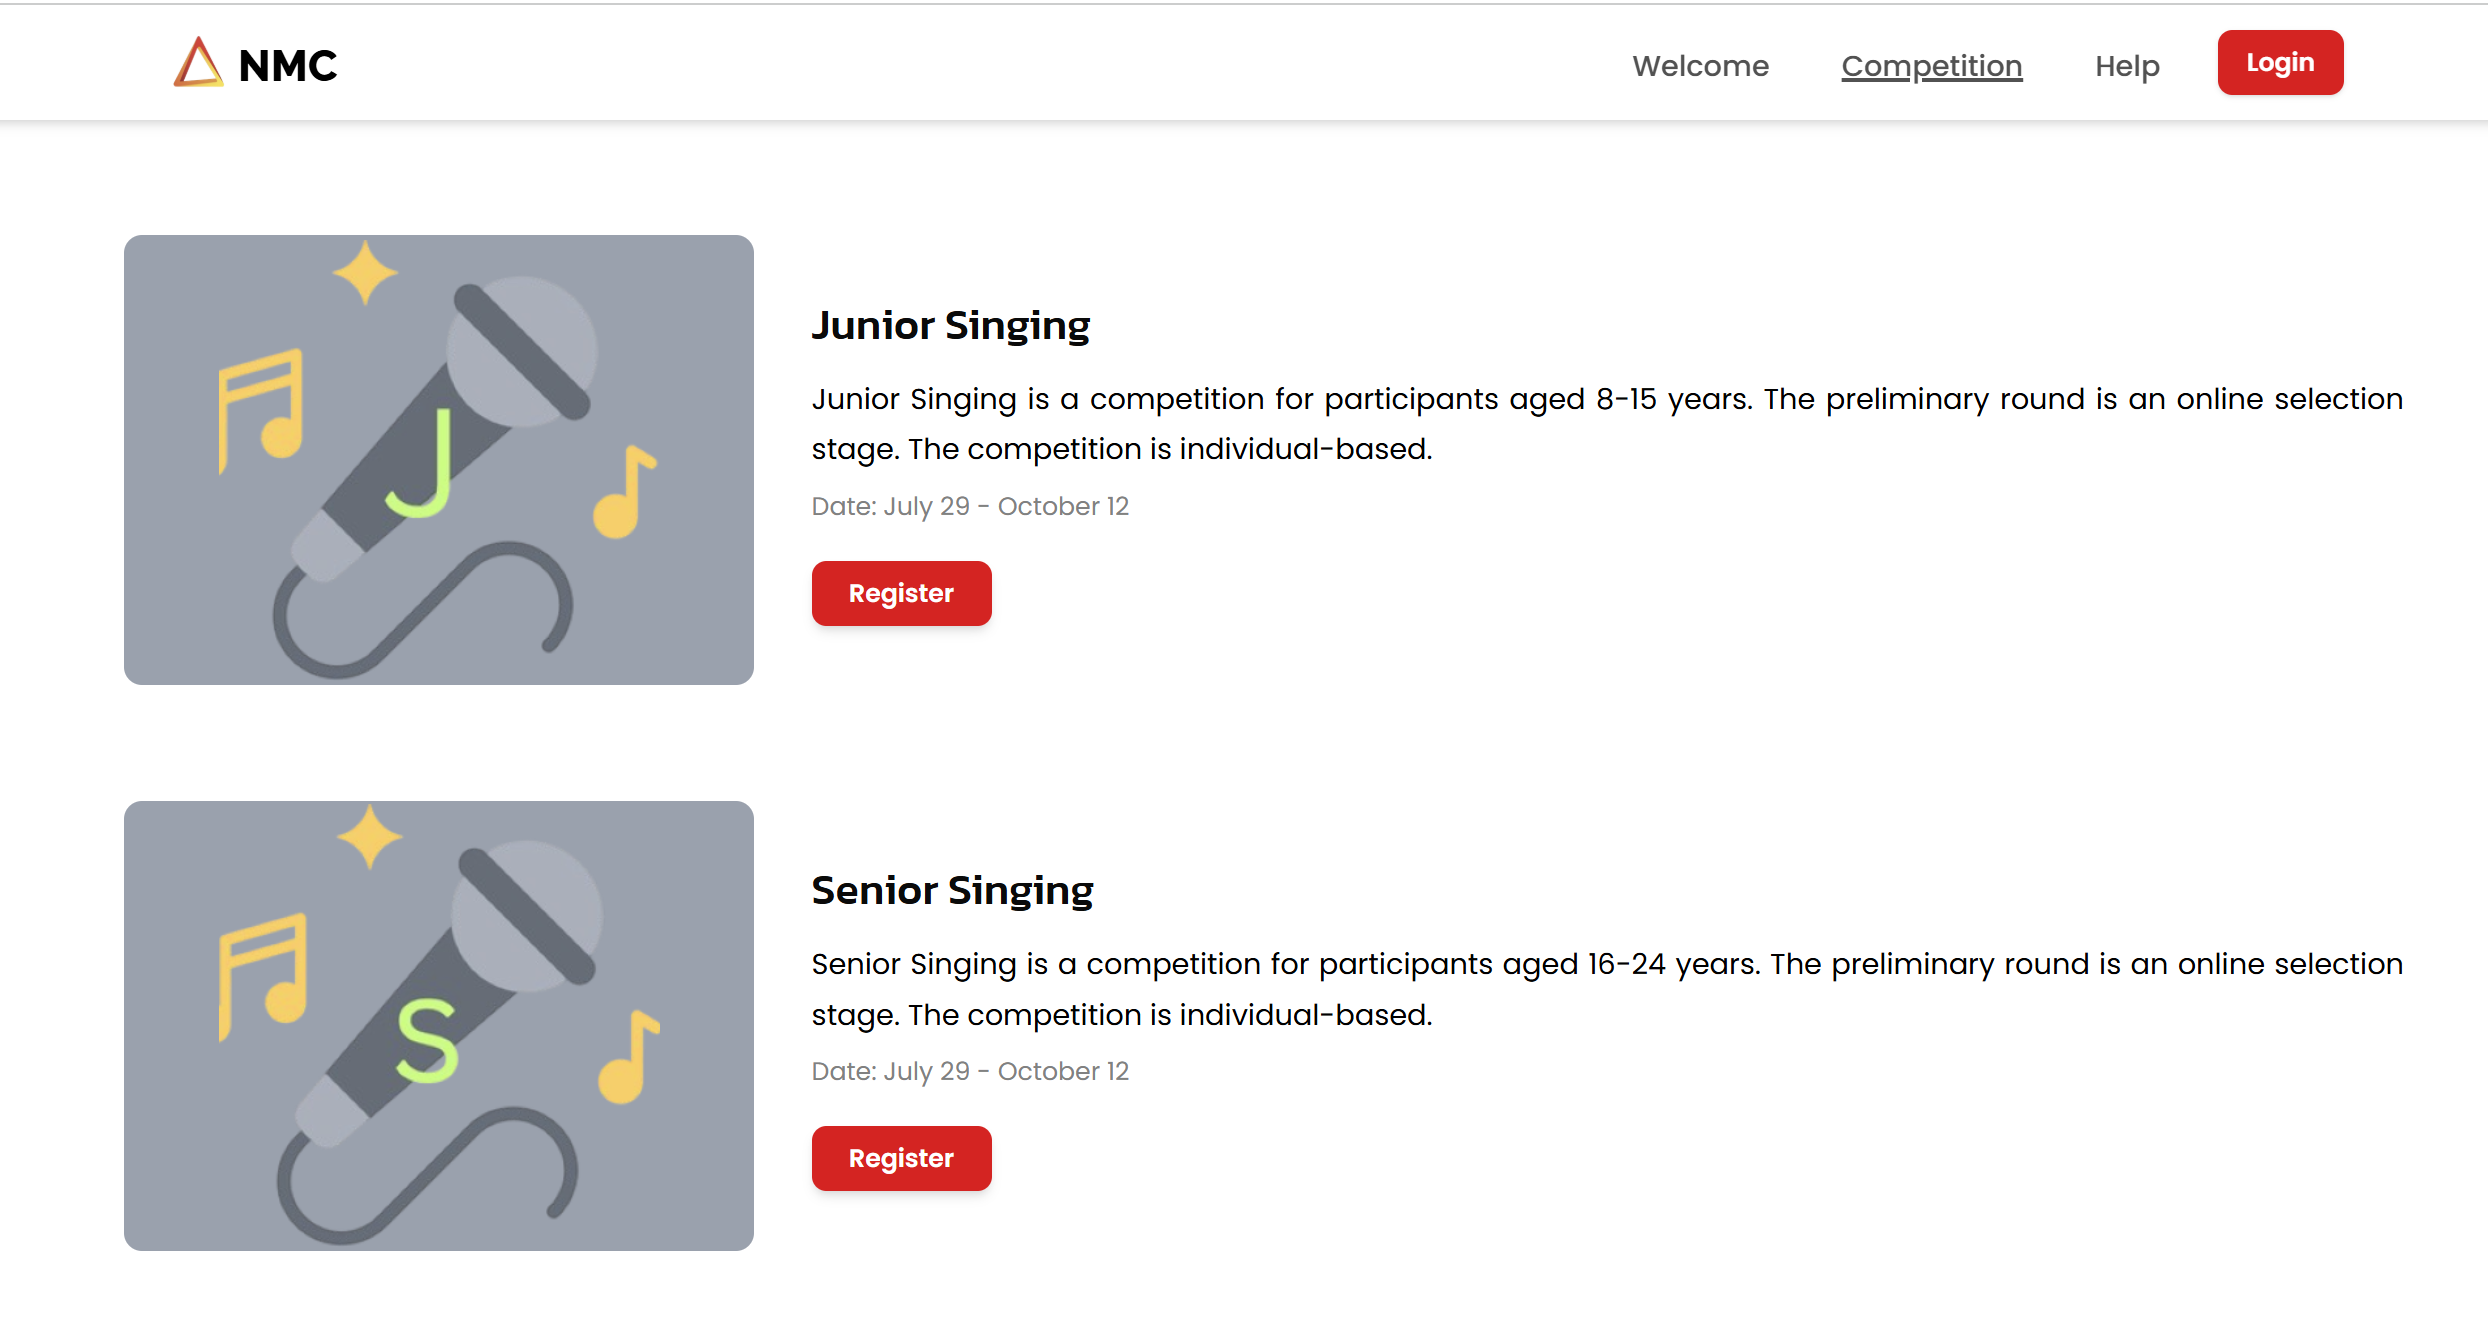 NMC
Welcome Competition Help Login
J
Junior Singing
Junior Singing is a competition for participants aged 8-15 years. The preliminary round is an online selection
stage. The competition is individual-based.
Date: July 29 - October 12
Register
S
Senior Singing
Senior Singing is a competition for participants aged 16-24 years. The preliminary round is an online selection
stage. The competition is individual-based.
Date: July 29 - October 12
Register